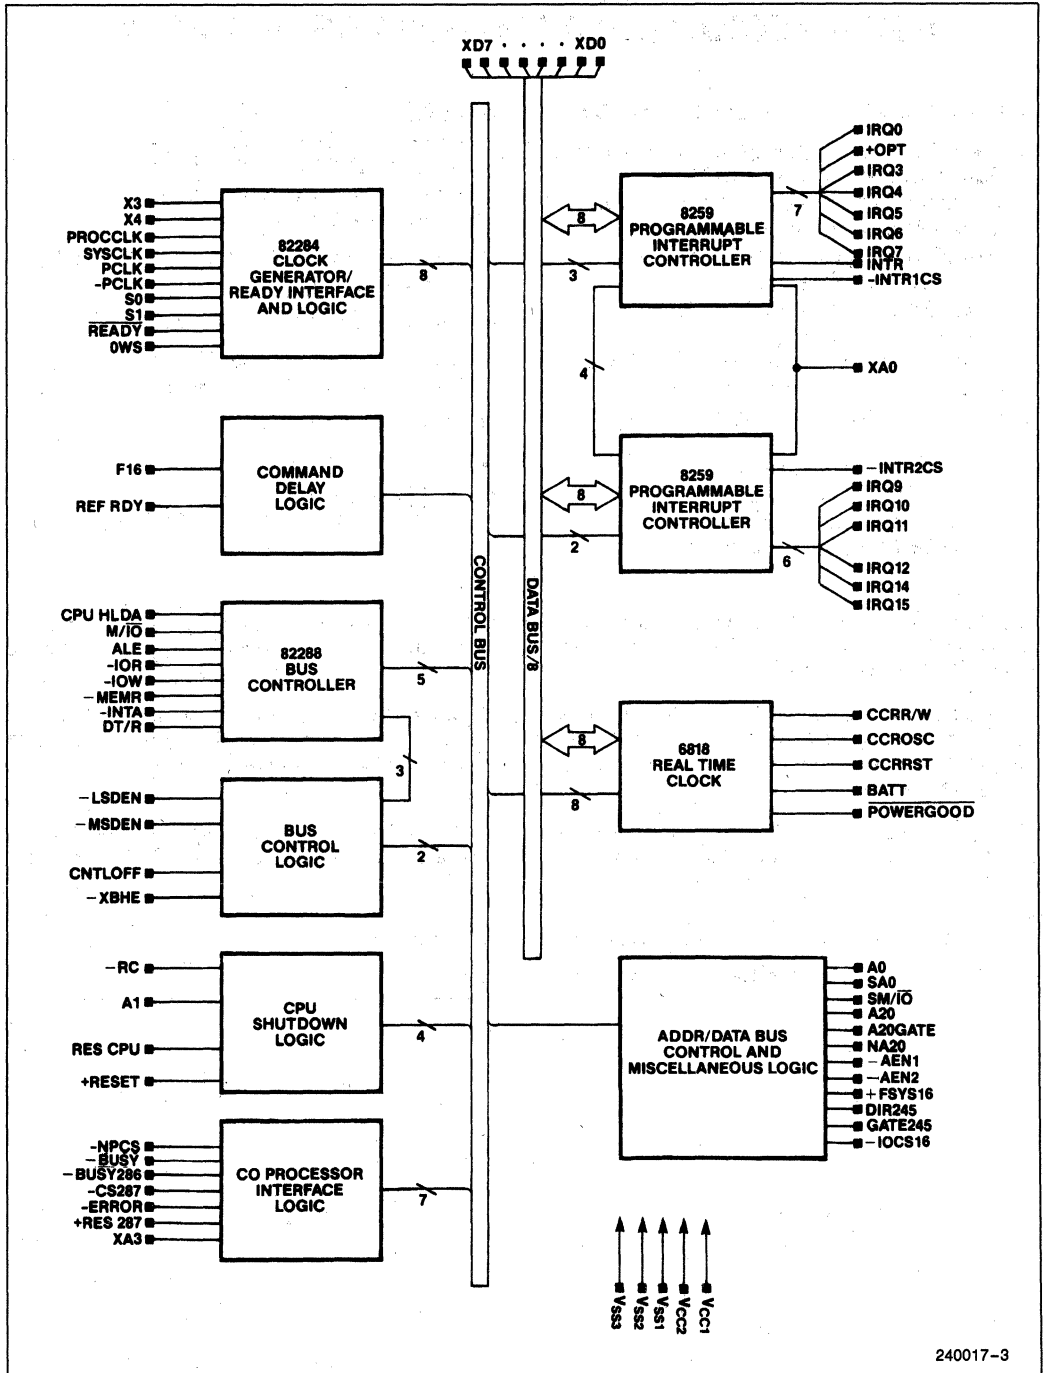 XD7 · · · · XD0
X3
X4
PROCCLK
SYSCLK
PCLK
-PCLK
S0
S1
READY
0WS
82284
CLOCK
GENERATOR/
READY INTERFACE
AND LOGIC
8
F16
REF RDY
COMMAND
DELAY
LOGIC
CPU HLDA
M/IO
ALE
-IOR
-IOW
-MEMR
-INTA
DT/R
82288
BUS
CONTROLLER
5
3
-LSDEN
-MSDEN
CNTLOFF
-XBHE
BUS
CONTROL
LOGIC
2
-RC
A1
RES CPU
+RESET
CPU
SHUTDOWN
LOGIC
4
-NPCS
-BUSY
-BUSY286
-CS287
-ERROR
+RES 287
XA3
CO PROCESSOR
INTERFACE
LOGIC
7
CONTROL BUS
DATA BUS/8
8
3
8259
PROGRAMMABLE
INTERRUPT
CONTROLLER
7
IRQ0
+OPT
IRQ3
IRQ4
IRQ5
IRQ6
IRQ7
INTR
-INTR1CS
4
XA0
8
2
8259
PROGRAMMABLE
INTERRUPT
CONTROLLER
6
-INTR2CS
IRQ9
IRQ10
IRQ11
IRQ12
IRQ14
IRQ15
8
8
6818
REAL TIME
CLOCK
CCRR/W
CCROSC
CCRRST
BATT
POWERGOOD
ADDR/DATA BUS
CONTROL AND
MISCELLANEOUS LOGIC
A0
SA0
SM/IO
A20
A20GATE
NA20
-AEN1
-AEN2
+FSYS16
DIR245
GATE245
-IOCS16
VSS3
VSS2
VSS1
VCC2
VCC1
240017-3